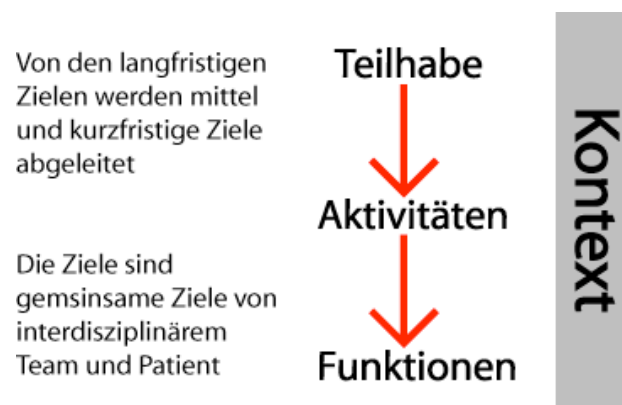 Von den langfristigen
Zielen werden mittel
und kurzfristige Ziele
abgeleitet
Die Ziele sind
gemsinsame Ziele von
interdisziplinärem
Team und Patient
Teilhabe
Aktivitäten
Funktionen
Kontext